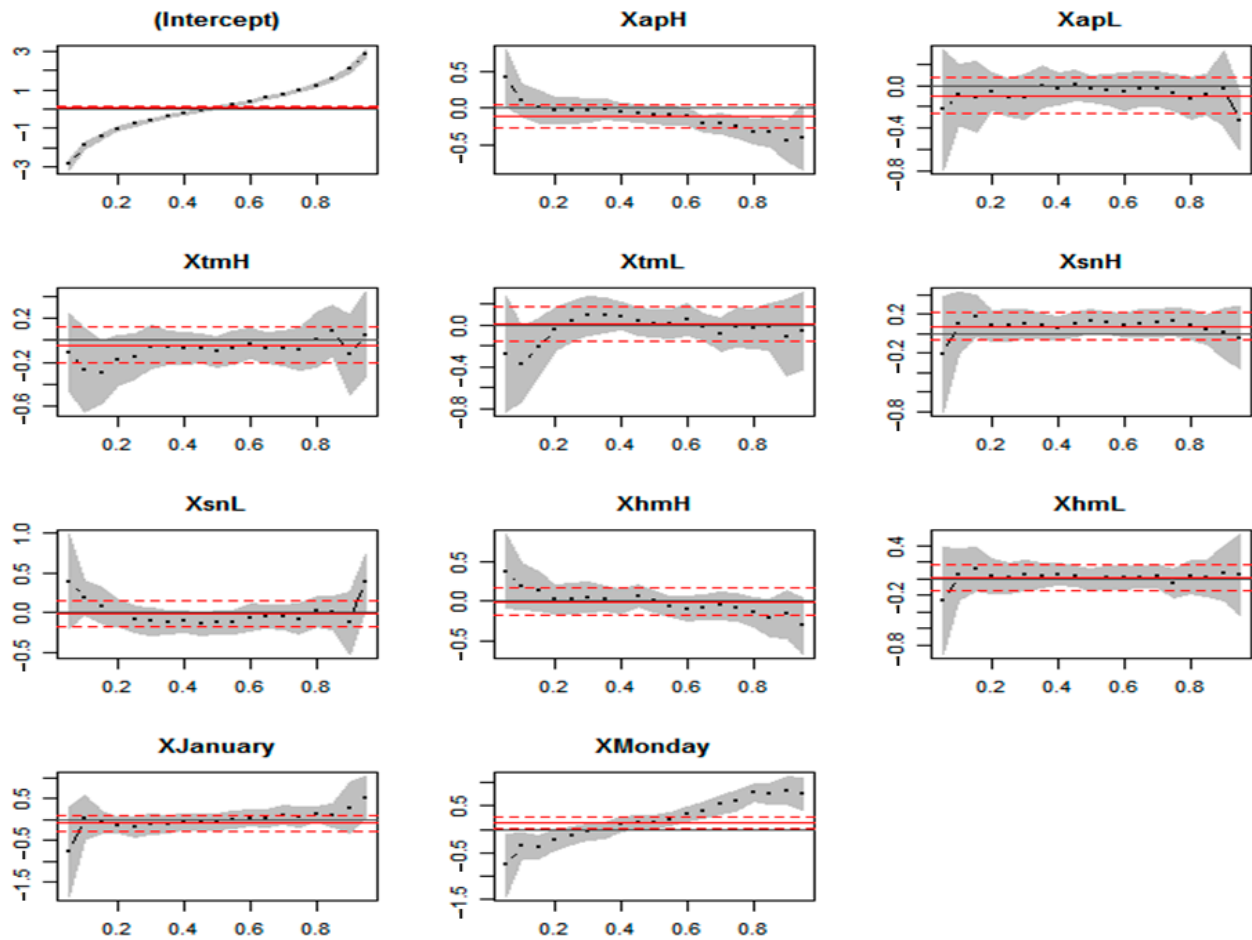 (Intercept) XapH XapL
3 1 −1 −3
0.5 0.0 −0.5
0.0 −0.4 −0.8
0.2 0.4 0.6 0.8 0.2 0.4 0.6 0.8 0.2 0.4 0.6 0.8
XtmH XtmL XsnH
0.2 −0.2 −0.6
0.0 −0.4 −0.8
0.2 −0.2 −0.8
0.2 0.4 0.6 0.8 0.2 0.4 0.6 0.8 0.2 0.4 0.6 0.8
XsnL XhmH XhmL
1.0 0.5 0.0 −0.5
0.5 0.0 −0.5
0.4 −0.2 −0.8
0.2 0.4 0.6 0.8 0.2 0.4 0.6 0.8 0.2 0.4 0.6 0.8
XJanuary XMonday
0.5 −0.5 −1.5
0.5 −0.5 −1.5
0.2 0.4 0.6 0.8 0.2 0.4 0.6 0.8